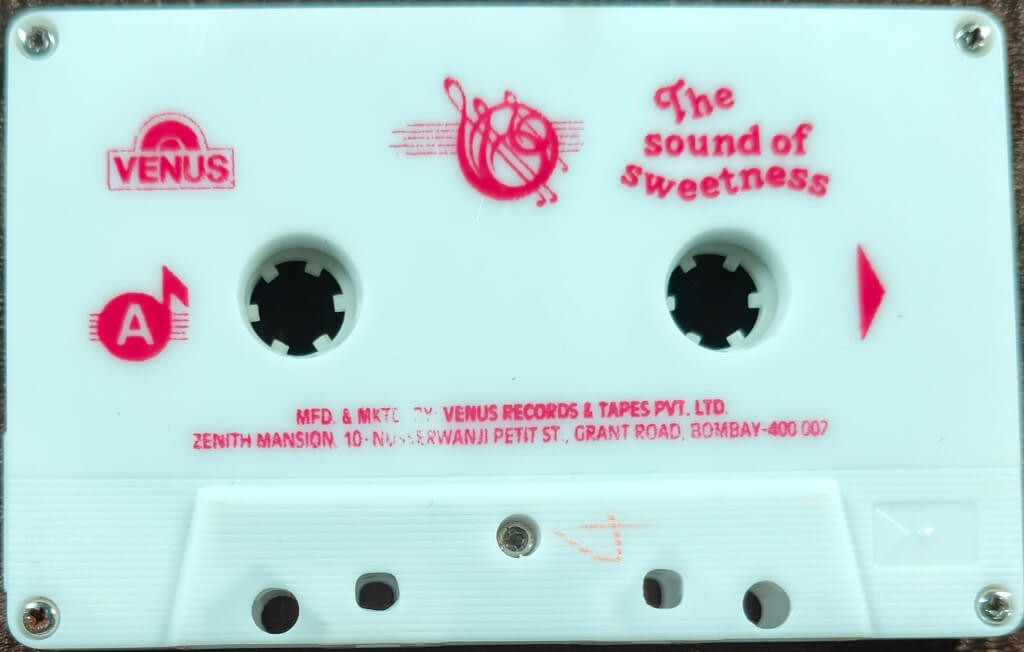 VENUS
The
sound of
sweetness
A
MFD. & MKTD. BY: VENUS RECORDS & TAPES PVT. LTD.
ZENITH MANSION, 10- NUSSERWANJI PETIT ST., GRANT ROAD, BOMBAY-400 007